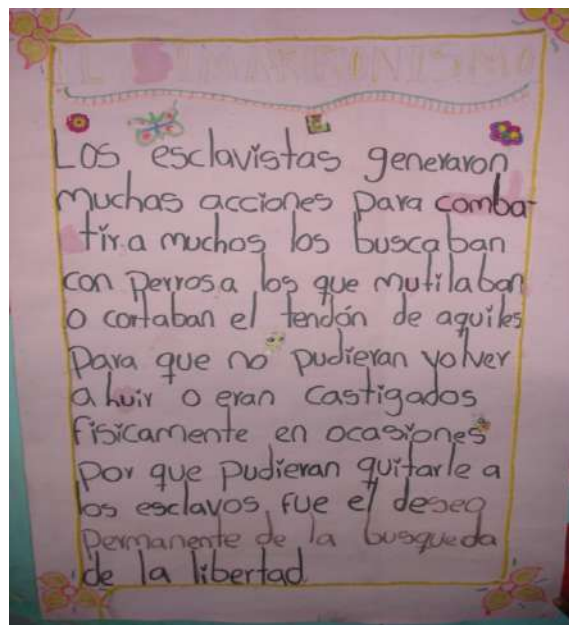 EL SIMARRONISMO
Los esclavistas generaron
muchas acciones para comba-
tir.a muchos los buscaban
con perros a los que mutilaban
o cortaban el tendón de aquiles
para que no pudieran volver
a huir o eran castigados
fisicamente en ocasiones
por que pudieran quitarle a
los esclavos, fue el deseo
permanente de la busqueda
de la libertad